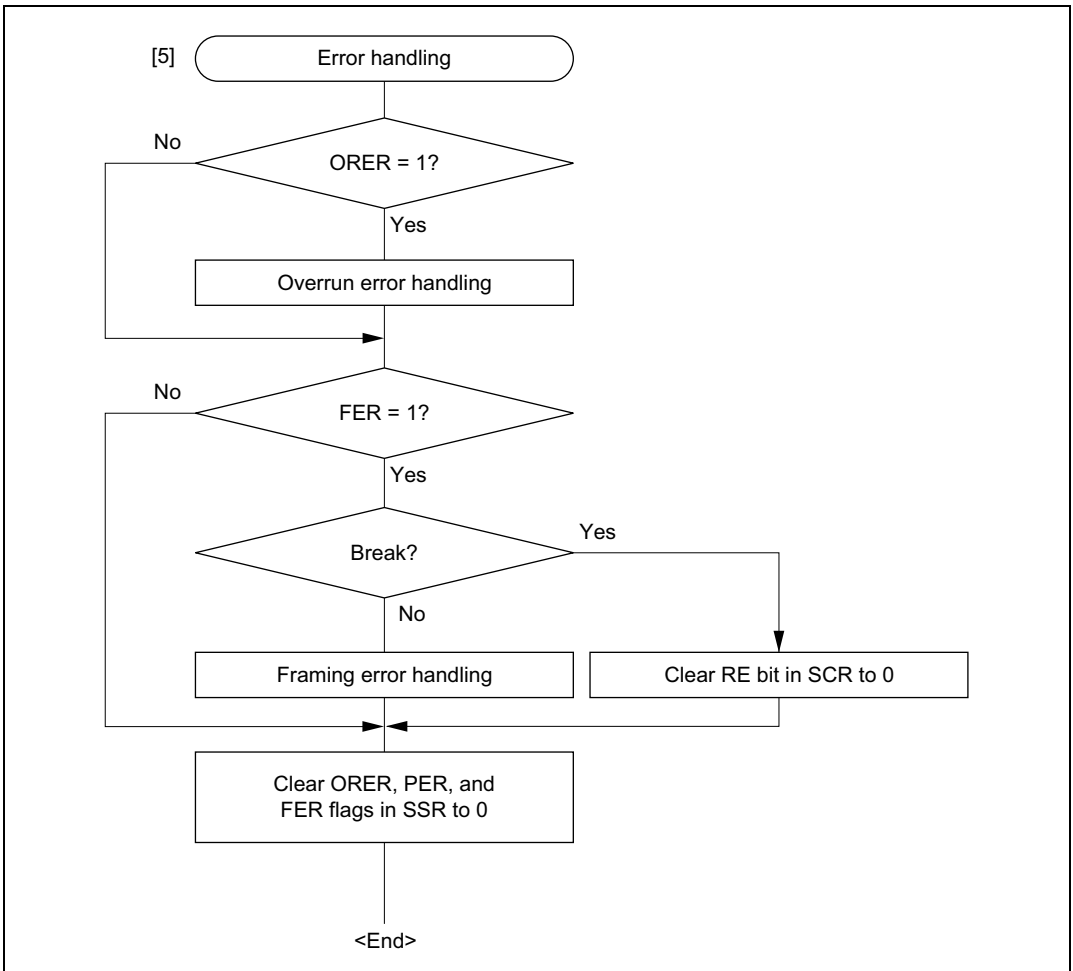 [5]
Error handling
No
ORER = 1?
Yes
Overrun error handling
No
FER = 1?
Yes
Break?
Yes
No
Framing error handling
Clear RE bit in SCR to 0
Clear ORER, PER, and
FER flags in SSR to 0
<End>